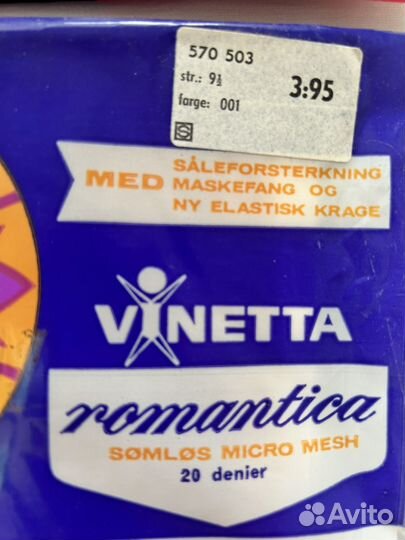 570 503
str.: 9½ 3:95
farge: 001
MED SÅLEFORSTERKNING
MASKEFANG OG
NY ELASTISK KRAGE
VINETTA
romantica
SØMLØS MICRO MESH
20 denier
Avito